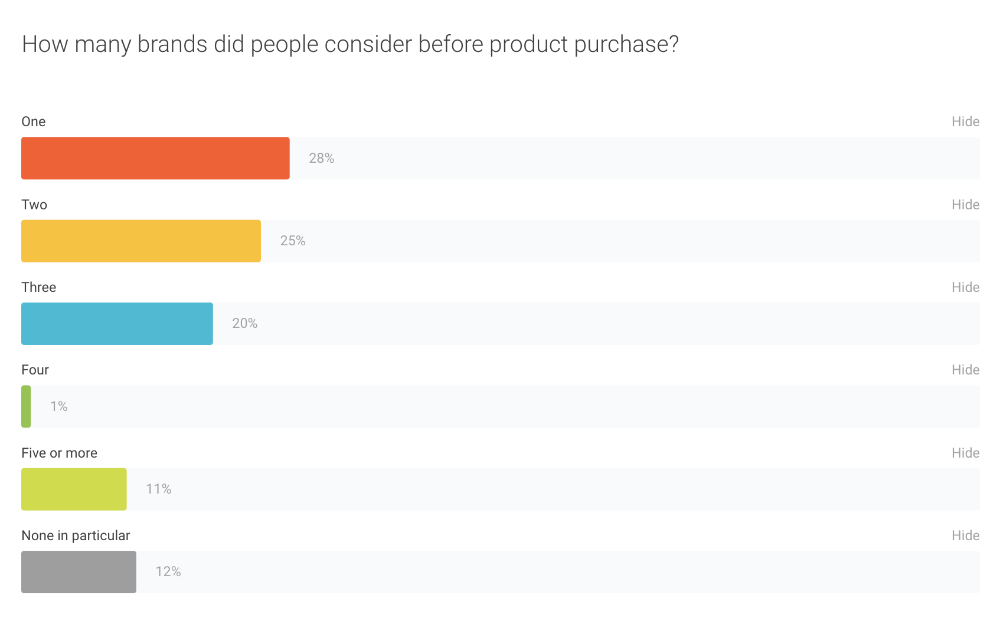 How many brands did people consider before product purchase?
One Hide
28%
Two Hide
25%
Three Hide
20%
Four Hide
1%
Five or more Hide
11%
None in particular Hide
12%